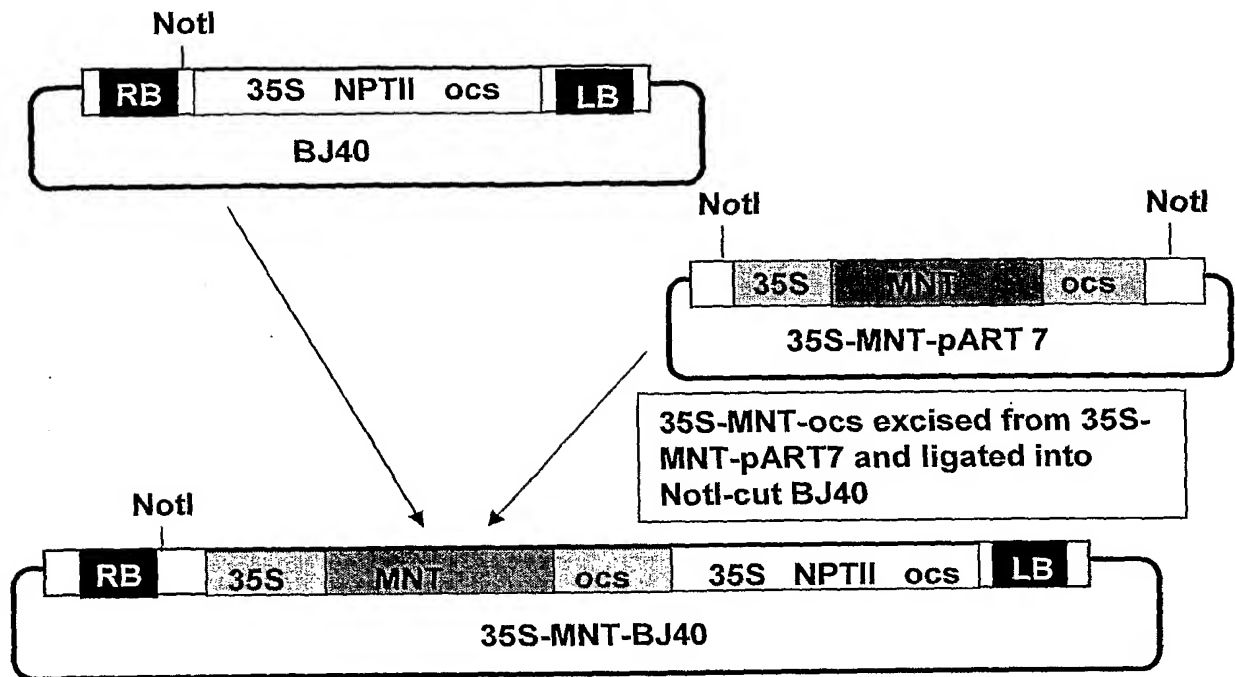 NotI
RB 35S NPTII ocs LB
BJ40
NotI NotI
35S MNT ocs
35S-MNT-pART 7
35S-MNT-ocs excised from 35S-
MNT-pART7 and ligated into
NotI-cut BJ40
NotI
RB 35S MNT ocs 35S NPTII ocs LB
35S-MNT-BJ40